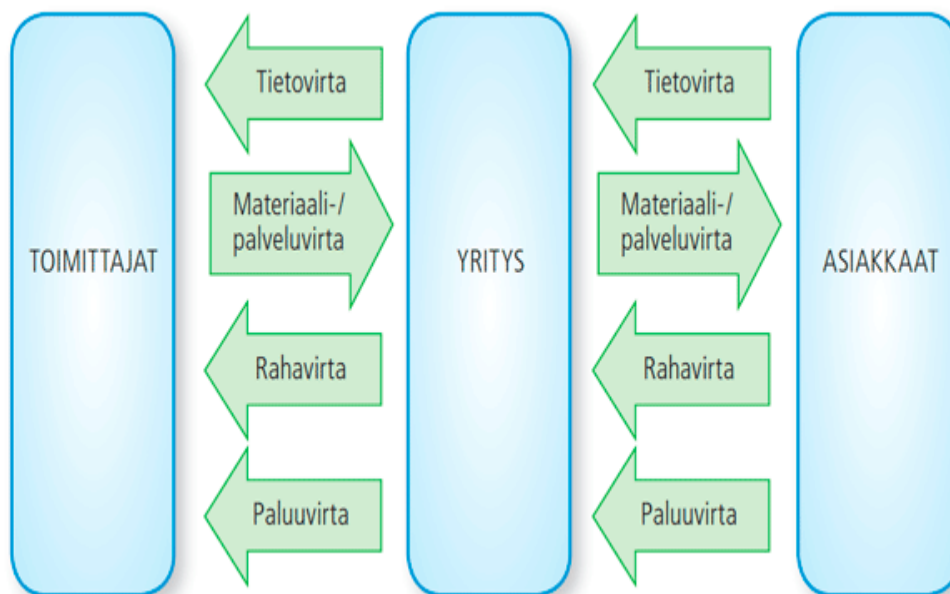 Tietovirta
Tietovirta
Materiaali-/
palveluvirta
Materiaali-/
palveluvirta
TOIMITTAJAT
YRITYS
ASIAKKAAT
Rahavirta
Rahavirta
Paluuvirta
Paluuvirta